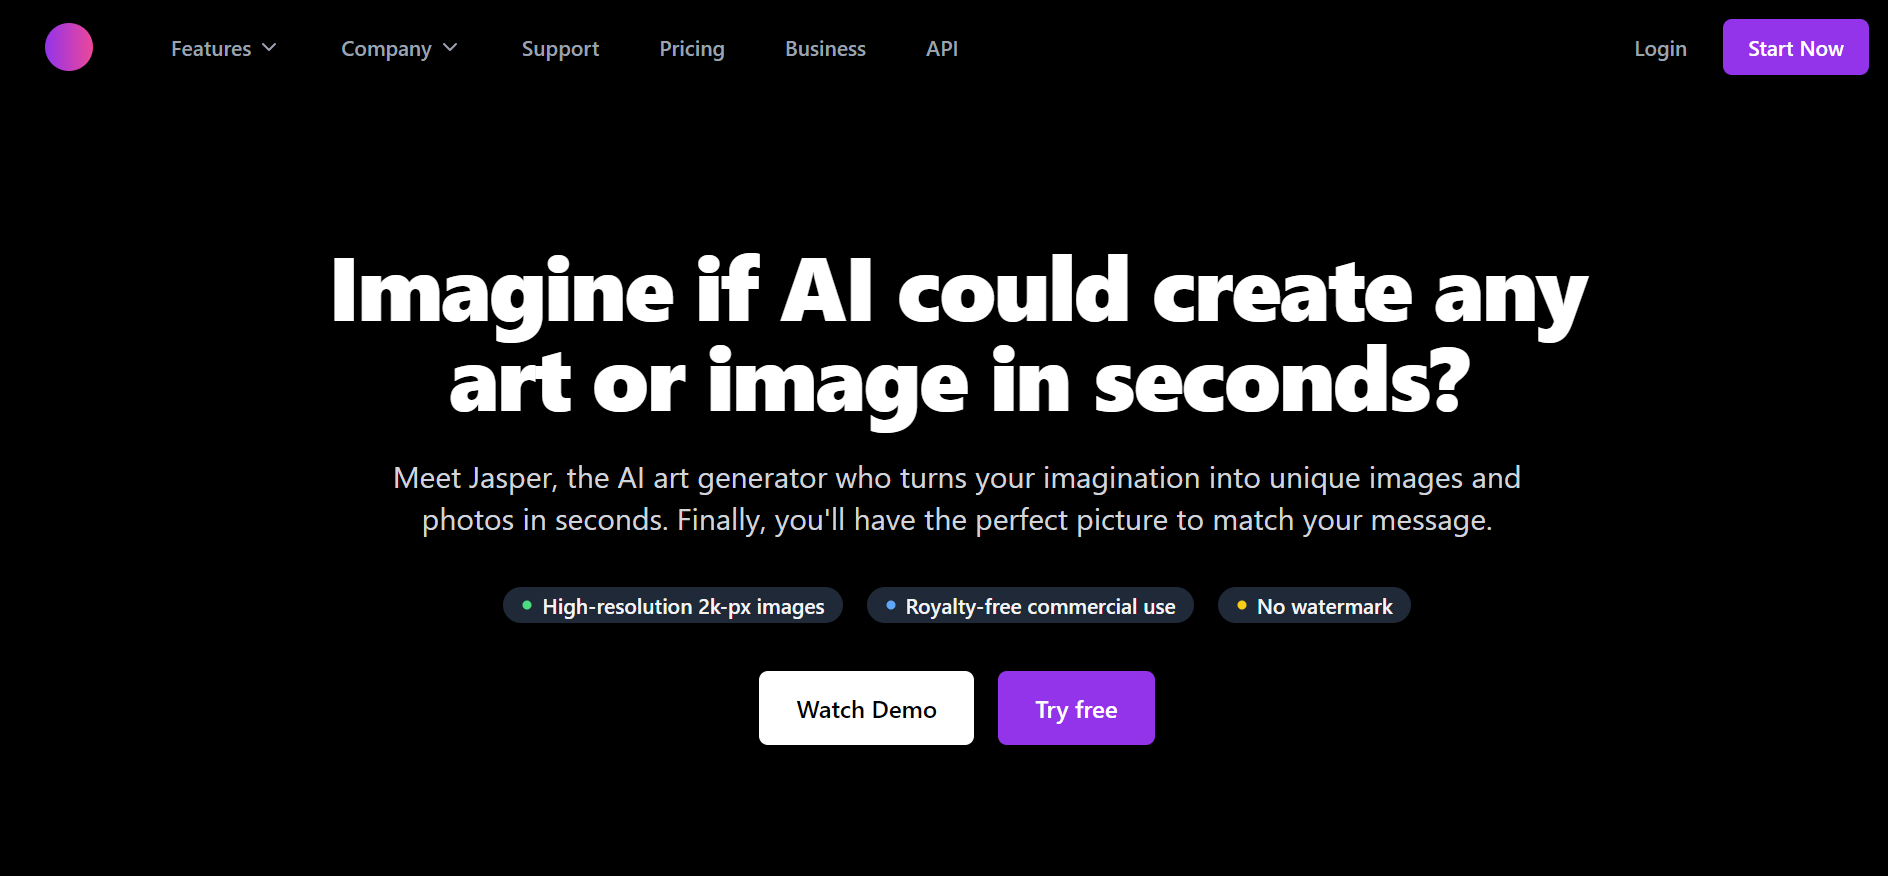 Features
Company
Support
Pricing
Business
API
Login
Start Now
Imagine if AI could create any
art or image in seconds?
Meet Jasper, the AI art generator who turns your imagination into unique images and
photos in seconds. Finally, you'll have the perfect picture to match your message.
High-resolution 2k-px images
Royalty-free commercial use
No watermark
Watch Demo
Try free